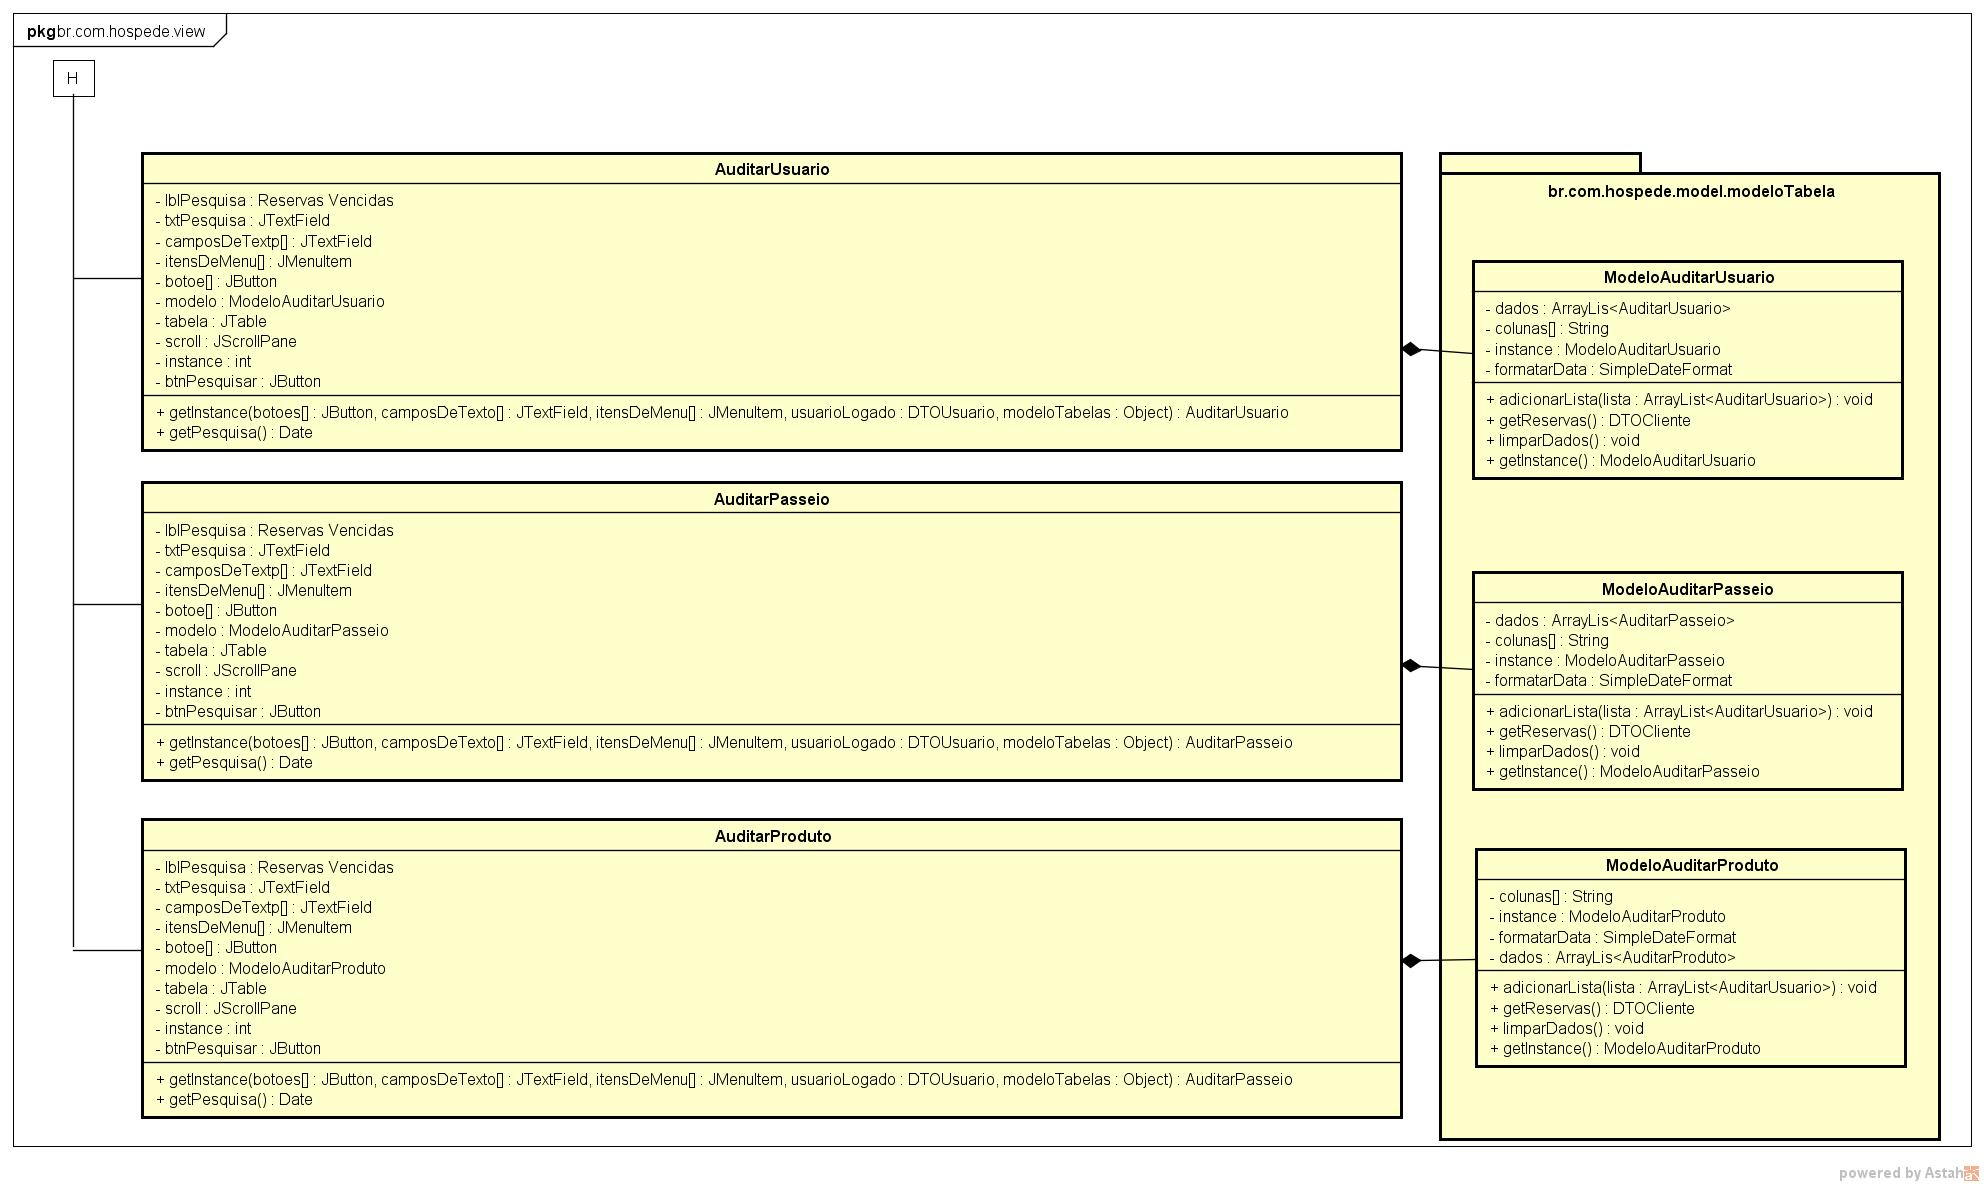 pkg br.com.hospede.view
H
AuditarUsuario
- lblPesquisa : Reservas Vencidas
- txtPesquisa : JTextField
- camposDeTextp[] : JTextField
- itensDeMenu[] : JMenuItem
- botoe[] : JButton
- modelo : ModeloAuditarUsuario
- tabela : JTable
- scroll : JScrollPane
- instance : int
- btnPesquisar : JButton
+ getInstance(botoes[] : JButton, camposDeTexto[] : JTextField, itensDeMenu[] : JMenuItem, usuarioLogado : DTOUsuario, modeloTabelas : Object) : AuditarUsuario
+ getPesquisa() : Date
AuditarPasseio
- lblPesquisa : Reservas Vencidas
- txtPesquisa : JTextField
- camposDeTextp[] : JTextField
- itensDeMenu[] : JMenuItem
- botoe[] : JButton
- modelo : ModeloAuditarPasseio
- tabela : JTable
- scroll : JScrollPane
- instance : int
- btnPesquisar : JButton
+ getInstance(botoes[] : JButton, camposDeTexto[] : JTextField, itensDeMenu[] : JMenuItem, usuarioLogado : DTOUsuario, modeloTabelas : Object) : AuditarPasseio
+ getPesquisa() : Date
AuditarProduto
- lblPesquisa : Reservas Vencidas
- txtPesquisa : JTextField
- camposDeTextp[] : JTextField
- itensDeMenu[] : JMenuItem
- botoe[] : JButton
- modelo : ModeloAuditarProduto
- tabela : JTable
- scroll : JScrollPane
- instance : int
- btnPesquisar : JButton
+ getInstance(botoes[] : JButton, camposDeTexto[] : JTextField, itensDeMenu[] : JMenuItem, usuarioLogado : DTOUsuario, modeloTabelas : Object) : AuditarPasseio
+ getPesquisa() : Date
br.com.hospede.model.modeloTabela
ModeloAuditarUsuario
- dados : ArrayLis<AuditarUsuario>
- colunas[] : String
- instance : ModeloAuditarUsuario
- formatarData : SimpleDateFormat
+ adicionarLista(lista : ArrayList<AuditarUsuario>) : void
+ getReservas() : DTOCliente
+ limparDados() : void
+ getInstance() : ModeloAuditarUsuario
ModeloAuditarPasseio
- dados : ArrayLis<AuditarPasseio>
- colunas[] : String
- instance : ModeloAuditarPasseio
- formatarData : SimpleDateFormat
+ adicionarLista(lista : ArrayList<AuditarUsuario>) : void
+ getReservas() : DTOCliente
+ limparDados() : void
+ getInstance() : ModeloAuditarPasseio
ModeloAuditarProduto
- colunas[] : String
- instance : ModeloAuditarProduto
- formatarData : SimpleDateFormat
- dados : ArrayLis<AuditarProduto>
+ adicionarLista(lista : ArrayList<AuditarUsuario>) : void
+ getReservas() : DTOCliente
+ limparDados() : void
+ getInstance() : ModeloAuditarProduto
powered by Astah